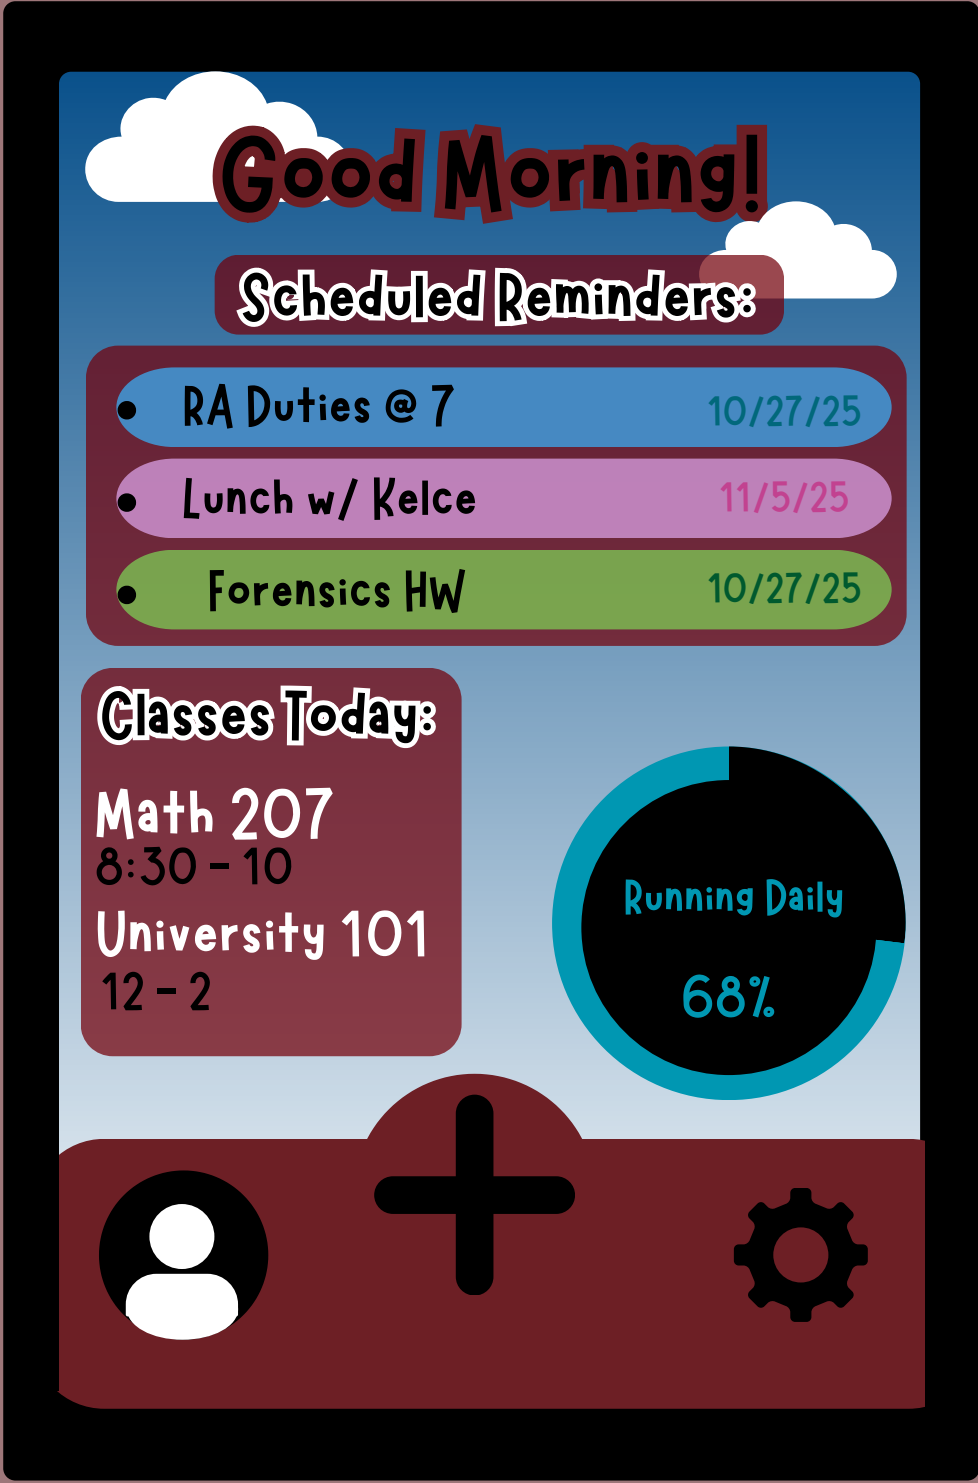 Good Morning!
Scheduled Reminders:
• RA Duties @ 7 10/27/25
• Lunch w/ Kelce 11/5/25
• Forensics HW 10/27/25
Classes Today:
Math 207
8:30 - 10
University 101
12 - 2
Running Daily
68%